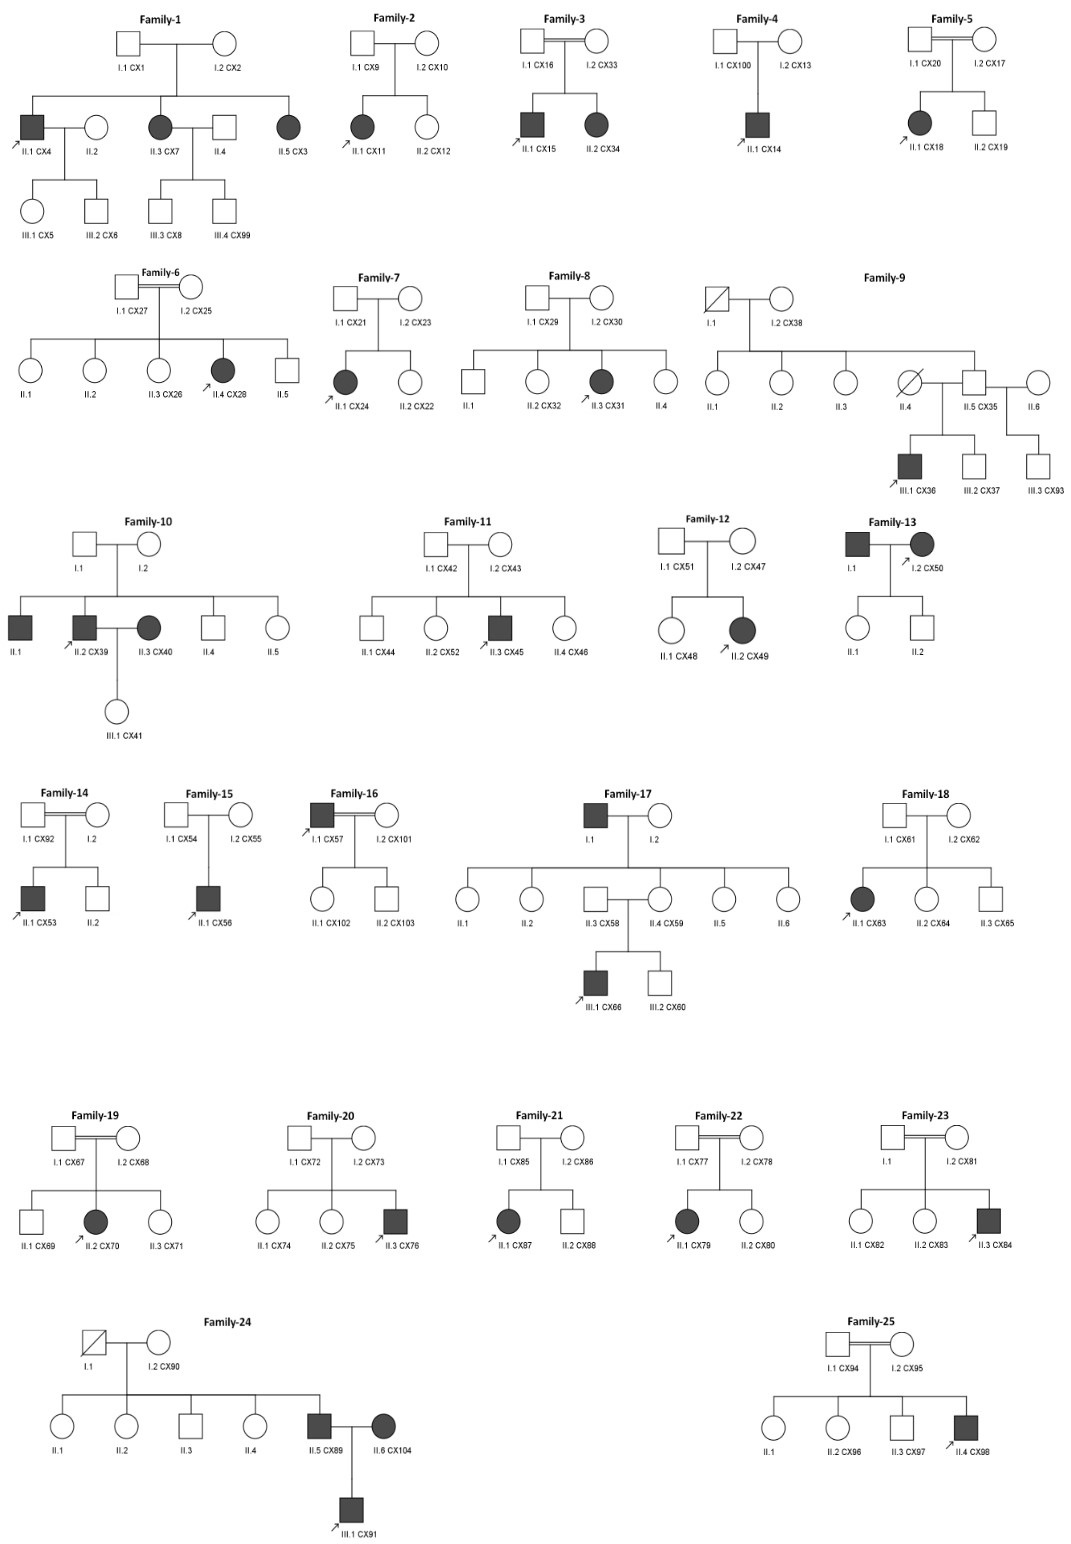 Family-1
I.1 CX1
I.2 CX2
II.1 CX4
II.2
II.3 CX7
II.4
II.5 CX3
III.1 CX5
III.2 CX6
III.3 CX8
III.4 CX99
Family-2
I.1 CX9
I.2 CX10
II.1 CX11
II.2 CX12
Family-3
I.1 CX16
I.2 CX33
II.1 CX15
II.2 CX34
Family-4
I.1 CX100
I.2 CX13
II.1 CX14
Family-5
I.1 CX20
I.2 CX17
II.1 CX18
II.2 CX19
Family-6
I.1 CX27
I.2 CX25
II.1
II.2
II.3 CX26
II.4 CX28
II.5
Family-7
I.1 CX21
I.2 CX23
II.1 CX24
II.2 CX22
Family-8
I.1 CX29
I.2 CX30
II.1
II.2 CX32
II.3 CX31
II.4
Family-9
I.1
I.2 CX38
II.1
II.2
II.3
II.4
II.5 CX35
II.6
III.1 CX36
III.2 CX37
III.3 CX93
Family-10
I.1
I.2
II.1
II.2 CX39
II.3 CX40
II.4
II.5
III.1 CX41
Family-11
I.1 CX42
I.2 CX43
II.1 CX44
II.2 CX52
II.3 CX45
II.4 CX46
Family-12
I.1 CX51
I.2 CX47
II.1 CX48
II.2 CX49
Family-13
I.1
I.2 CX50
II.1
II.2
Family-14
I.1 CX92
I.2
II.1 CX53
II.2
Family-15
I.1 CX54
I.2 CX55
II.1 CX56
Family-16
I.1 CX57
I.2 CX101
II.1 CX102
II.2 CX103
Family-17
I.1
I.2
II.1
II.2
II.3 CX58
II.4 CX59
II.5
II.6
III.1 CX66
III.2 CX60
Family-18
I.1 CX61
I.2 CX62
II.1 CX63
II.2 CX64
II.3 CX65
Family-19
I.1 CX67
I.2 CX68
II.1 CX69
II.2 CX70
II.3 CX71
Family-20
I.1 CX72
I.2 CX73
II.1 CX74
II.2 CX75
II.3 CX76
Family-21
I.1 CX85
I.2 CX86
II.1 CX87
II.2 CX88
Family-22
I.1 CX77
I.2 CX78
II.1 CX79
II.2 CX80
Family-23
I.1
I.2 CX81
II.1 CX82
II.2 CX83
II.3 CX84
Family-24
I.1
I.2 CX90
II.1
II.2
II.3
II.4
II.5 CX89
II.6 CX104
III.1 CX91
Family-25
I.1 CX94
I.2 CX95
II.1
II.2 CX96
II.3 CX97
II.4 CX98